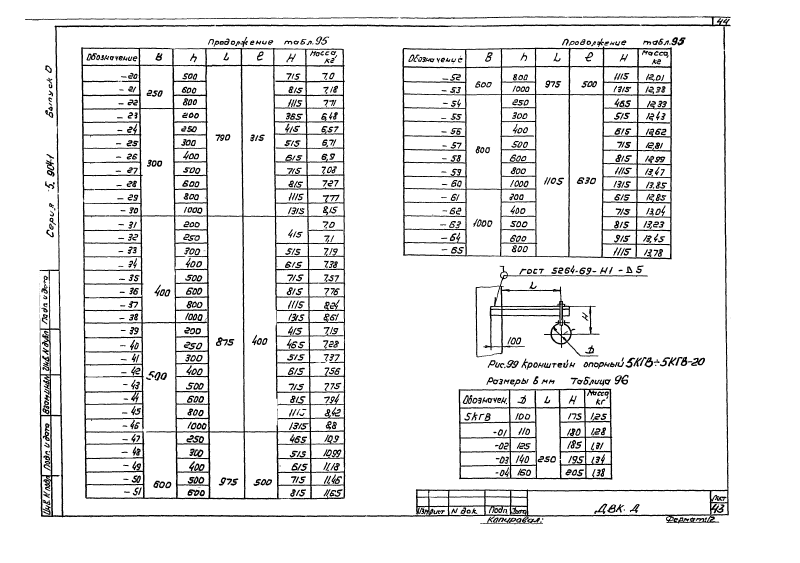 44
Продолжение табл. 95
Обозначение B h L ℓ H Масса, кг
-20 250 500 790 315 715 7,0
-21 600 815 7,18
-22 800 1115 7,71
-23 300 200 365 6,48
-24 250 415 6,57
-25 300 515 6,71
-26 400 615 6,9
-27 500 715 7,08
-28 600 815 7,27
-29 800 1115 7,77
-30 1000 1315 8,15
-31 400 200 875 400 415 7,0
-32 250 7,1
-33 300 515 7,19
-34 400 615 7,38
-35 500 715 7,57
-36 600 815 7,76
-37 800 1115 8,24
-38 1000 1315 8,61
-39 500 200 415 7,19
40 250 465 7,28
-41 300 515 7,37
-42 400 615 7,56
-43 500 715 7,75
-44 600 815 7,94
-45 800 1115 8,42
-46 1000 1315 8,8
-47 600 250 975 500 465 10,9
-48 300 515 10,99
-49 400 615 11,18
-50 500 715 11,46
-51 600 815 11,65
Продолжение табл. 95
Обозначение B h L ℓ H Масса, кг
-52 600 800 975 500 1115 12,01
-53 1000 1315 12,38
-54 800 250 1105 630 465 12,39
-55 300 515 12,43
-56 400 615 12,62
-57 500 715 12,81
-58 600 815 12,99
-59 800 1115 13,47
-60 1000 1315 13,85
-61 1000 300 615 12,85
-62 400 715 13,04
-63 500 815 13,23
-64 600 915 13,45
-65 800 1115 13,78
ГОСТ 5264-69-Н1-Δ5
L
H
100
D
Рис. 99 Кронштейн опорный 5КГВ÷5КГВ-20
Размеры в мм Таблица 96
Обозначен. D L H Масса кг
5КГВ 100 250 175 1,25
-01 110 180 1,28
-02 125 185 1,31
-03 140 195 1,34
-04 160 205 1,38
Серия 5.904-1 Выпуск 0
Инв. № подл. Подп. и дата Взам.инв.№ Инв.№ дубл. Подп. и дата
Изм Лист N док. Подп. Дата
ДВК. Д
Лист
43
Копировал:
Формат 12